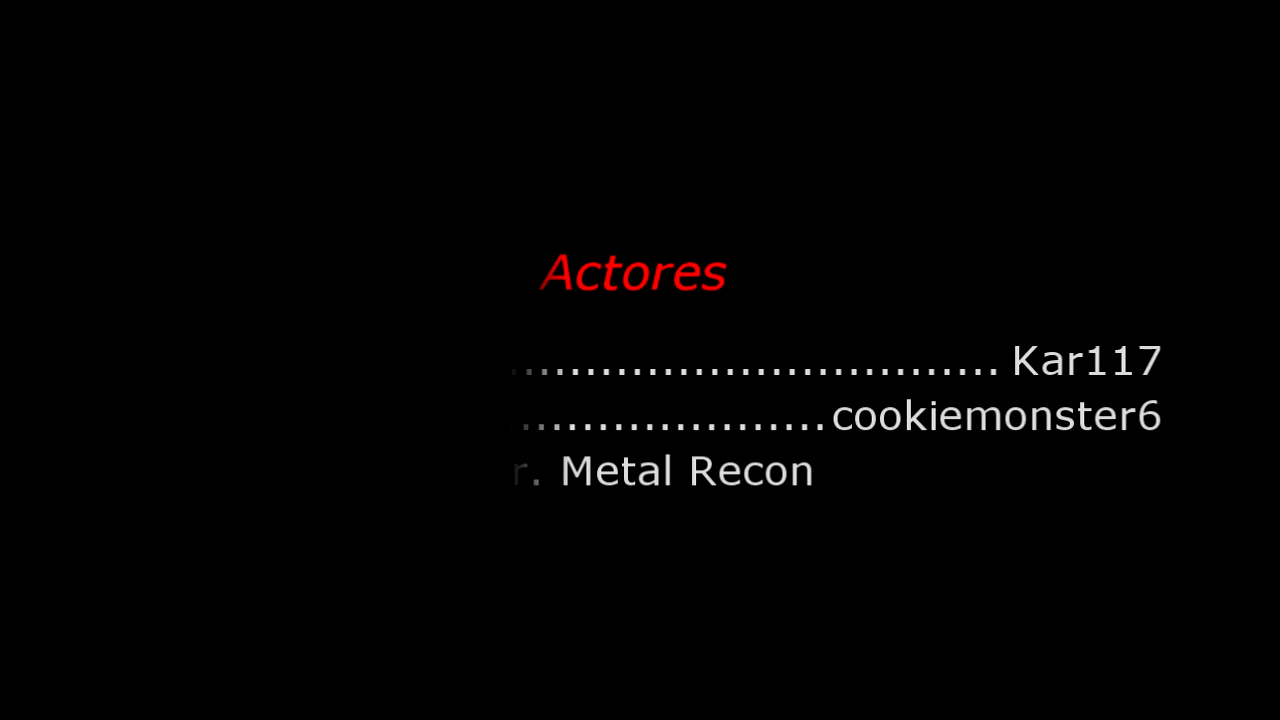 Actores
............................... Kar117
....................cookiemonster6
r. Metal Recon